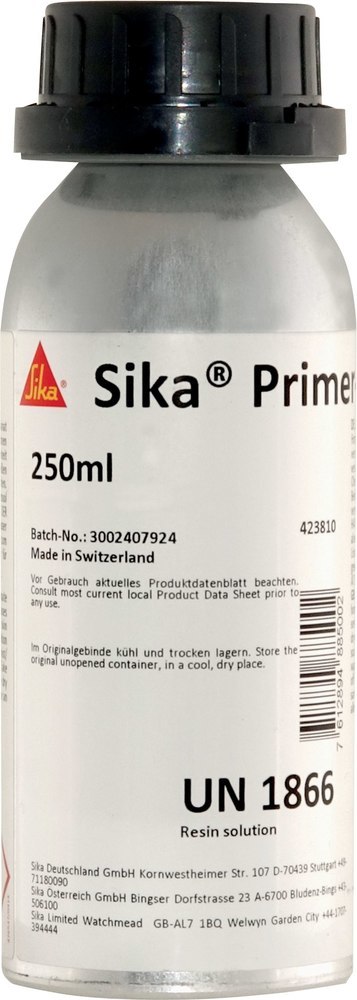 Sika®
Sika® Primer
250ml
423810
Batch-No.: 3002407924
Made in Switzerland
Vor Gebrauch aktuelles Produktdatenblatt beachten.
Consult most current local Product Data Sheet prior to
any use.
Im Originalgebinde kühl und trocken lagern. Store the
original unopened container, in a cool, dry place.
7 612894 885002
UN 1866
Resin solution
Sika Deutschland GmbH Kornwestheimer Str. 107 D-70439 Stuttgart +49-
71180090
Sika Österreich GmbH Bingser Dorfstrasse 23 A-6700 Bludenz-Bings +43-
506100
Sika Limited Watchmead GB-AL7 1BQ Welwyn Garden City +44-1707-
394444